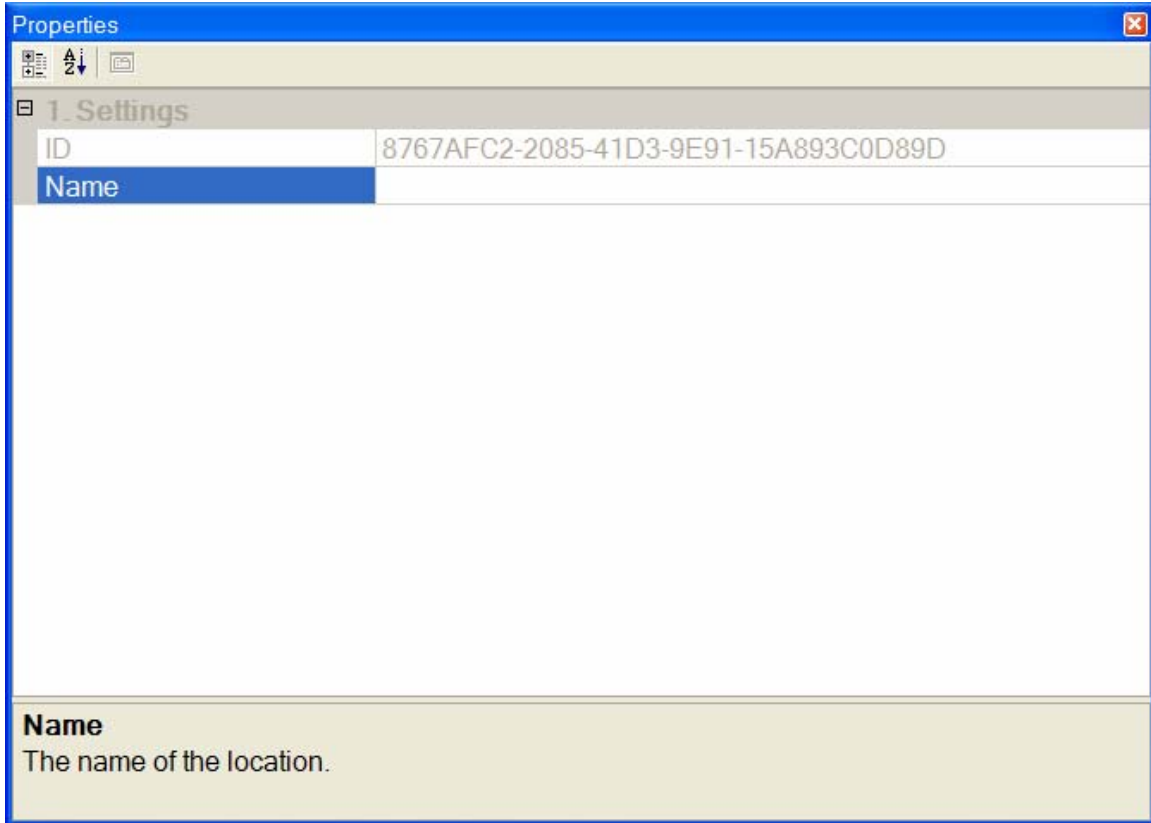 Properties
A
Z
1. Settings
ID 8767AFC2-2085-41D3-9E91-15A893C0D89D
Name
Name
The name of the location.